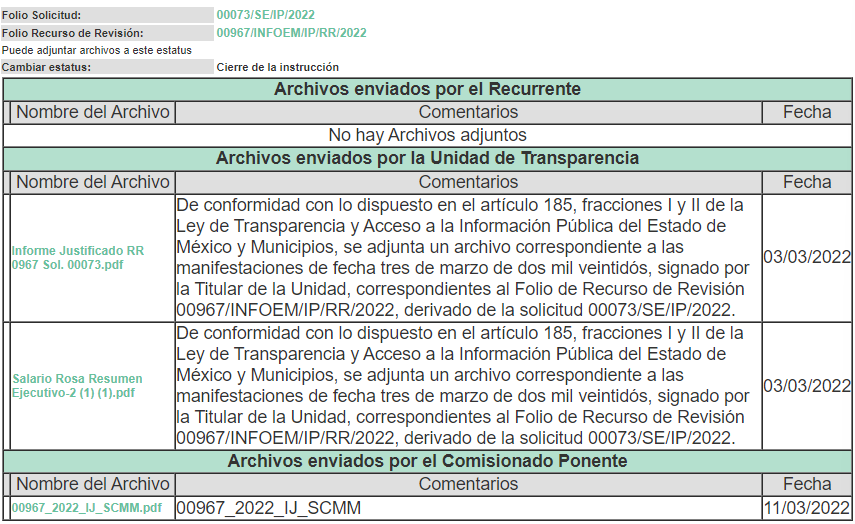 Folio Solicitud: 00073/SE/IP/2022
Folio Recurso de Revisión: 00967/INFOEM/IP/RR/2022
Puede adjuntar archivos a este estatus
Cambiar estatus: Cierre de la instrucción
Archivos enviados por el Recurrente
Nombre del Archivo Comentarios Fecha
No hay Archivos adjuntos
Archivos enviados por la Unidad de Transparencia
Nombre del Archivo Comentarios Fecha
Informe Justificado RR
0967 Sol. 00073.pdf
De conformidad con lo dispuesto en el artículo 185, fracciones I y II de la
Ley de Transparencia y Acceso a la Información Pública del Estado de
México y Municipios, se adjunta un archivo correspondiente a las
manifestaciones de fecha tres de marzo de dos mil veintidós, signado por
la Titular de la Unidad, correspondientes al Folio de Recurso de Revisión
00967/INFOEM/IP/RR/2022, derivado de la solicitud 00073/SE/IP/2022.
03/03/2022
Salario Rosa Resumen
Ejecutivo-2 (1) (1).pdf
De conformidad con lo dispuesto en el artículo 185, fracciones I y II de la
Ley de Transparencia y Acceso a la Información Pública del Estado de
México y Municipios, se adjunta un archivo correspondiente a las
manifestaciones de fecha tres de marzo de dos mil veintidós, signado por
la Titular de la Unidad, correspondientes al Folio de Recurso de Revisión
00967/INFOEM/IP/RR/2022, derivado de la solicitud 00073/SE/IP/2022.
03/03/2022
Archivos enviados por el Comisionado Ponente
Nombre del Archivo Comentarios Fecha
00967_2022_IJ_SCMM.pdf 00967_2022_IJ_SCMM 11/03/2022